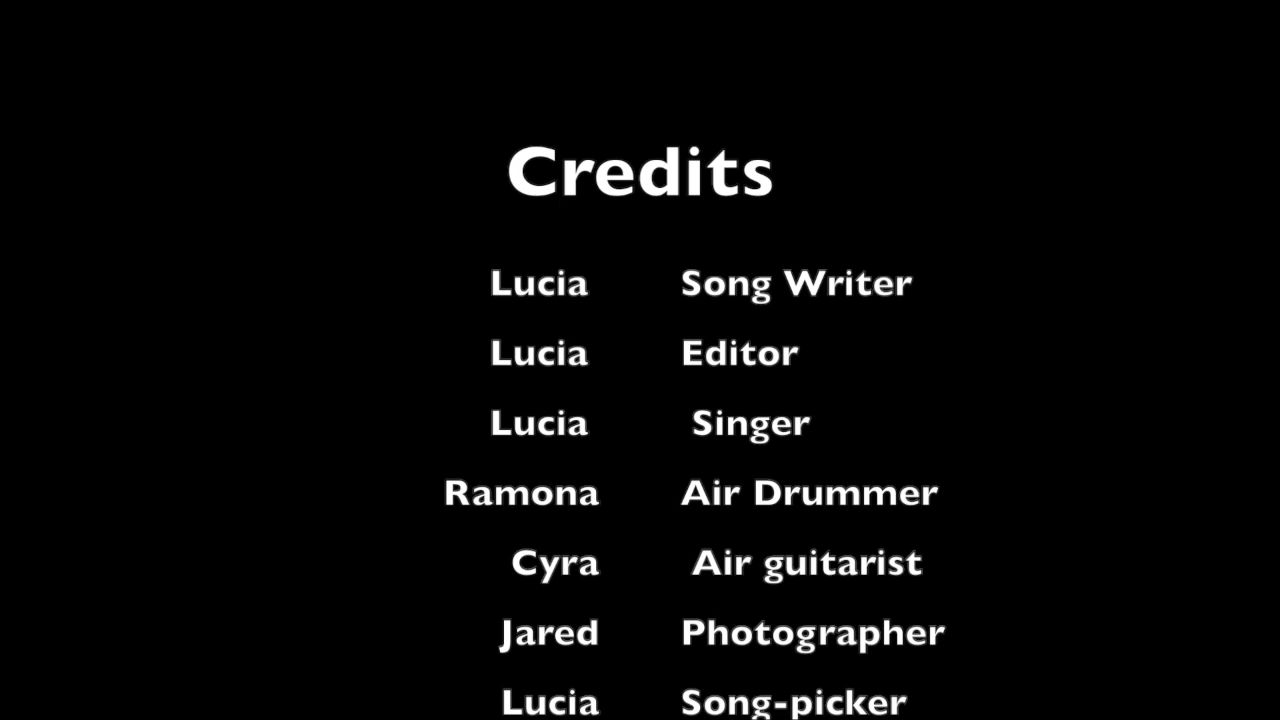 Credits
Lucia Song Writer
Lucia Editor
Lucia Singer
Ramona Air Drummer
Cyra Air guitarist
Jared Photographer
Lucia Song-picker